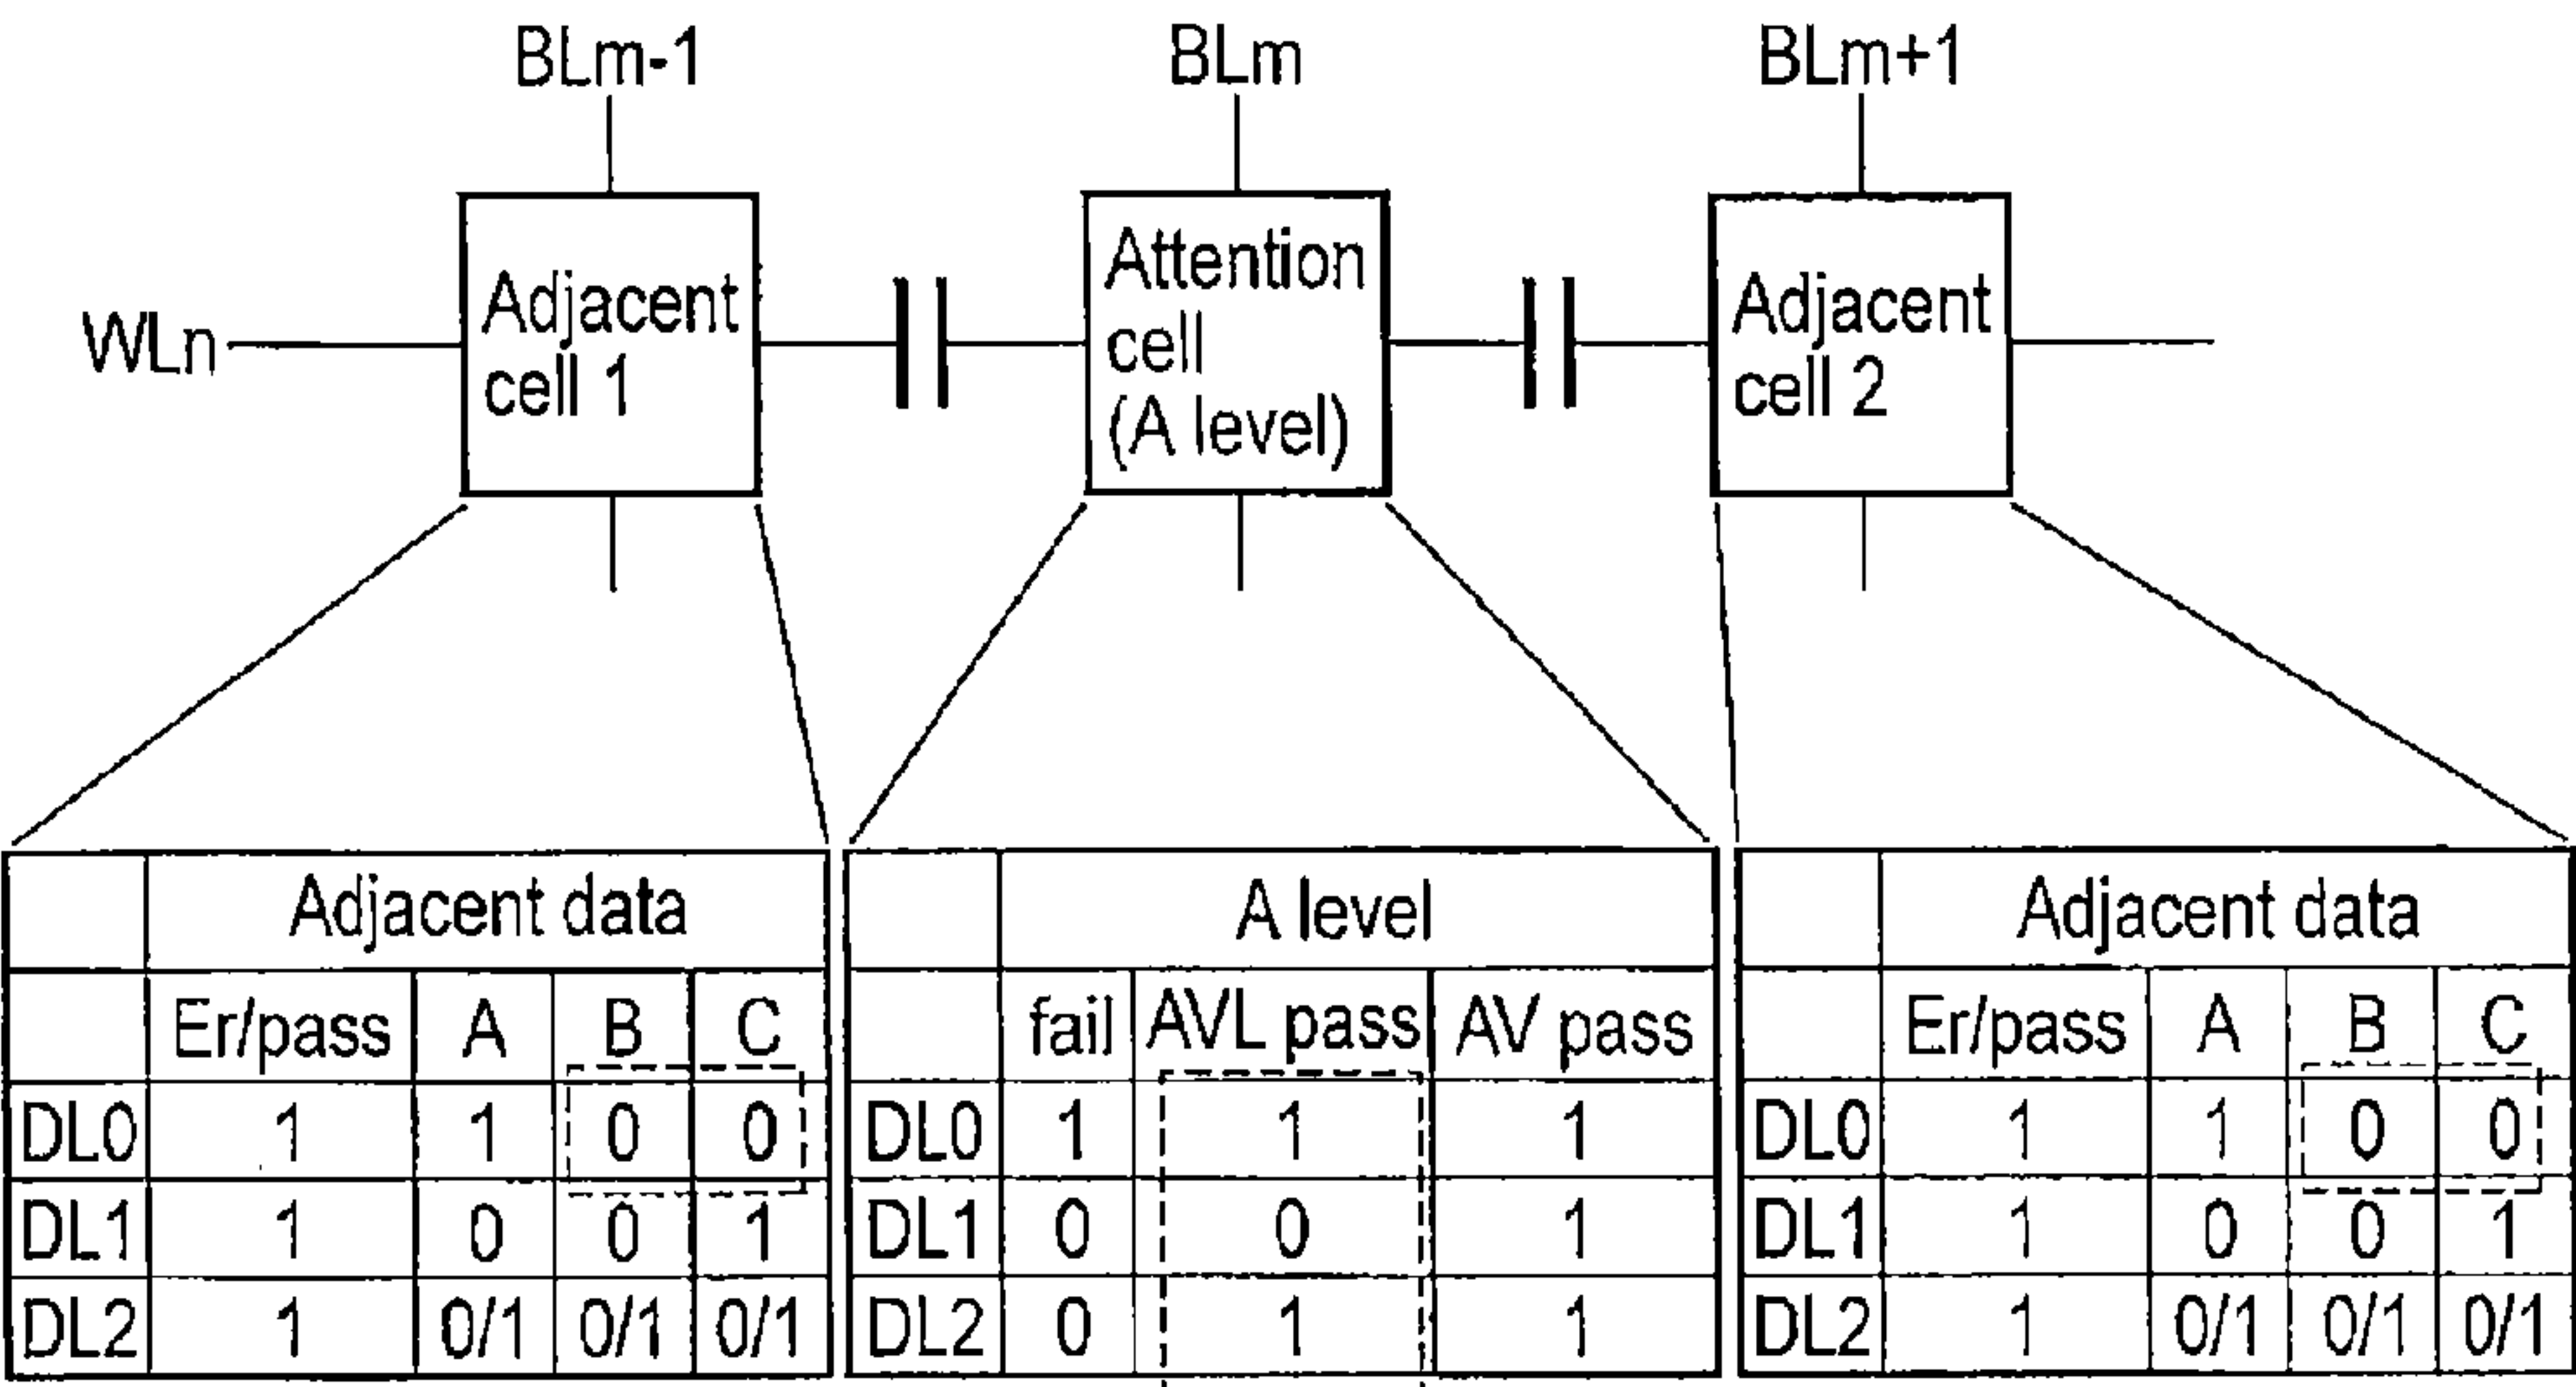 BLm-1 BLm BLm+1
WLn
Adjacent
cell 1
Attention
cell
(A level)
Adjacent
cell 2
Adjacent data
Er/pass A B C
DL0 1 1 0 0
DL1 1 0 0 1
DL2 1 0/1 0/1 0/1
A level
fail AVL pass AV pass
DL0 1 1 1
DL1 0 0 1
DL2 0 1 1
Adjacent data
Er/pass A B C
DL0 1 1 0 0
DL1 1 0 0 1
DL2 1 0/1 0/1 0/1